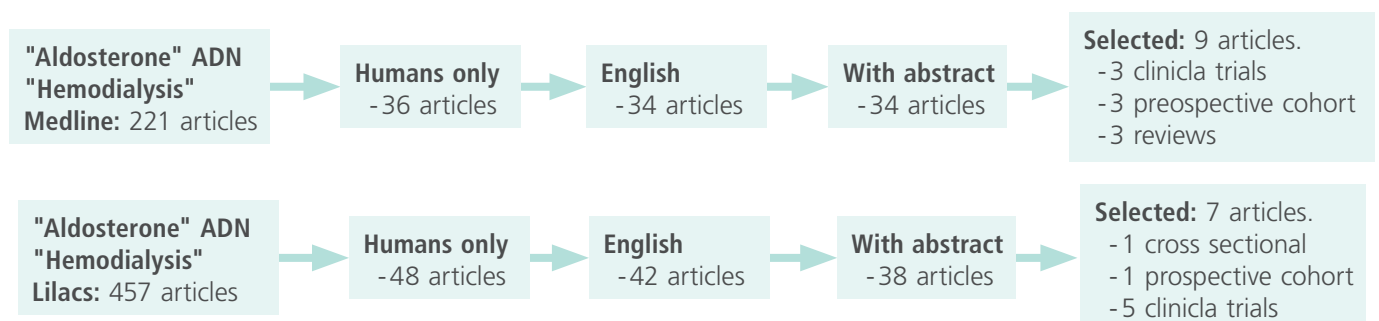 "Aldosterone" ADN
"Hemodialysis"
Medline: 221 articles
Humans only
-36 articles
English
-34 articles
With abstract
-34 articles
Selected: 9 articles.
-3 clinicla trials
-3 preospective cohort
-3 reviews
"Aldosterone" ADN
"Hemodialysis"
Lilacs: 457 articles
Humans only
-48 articles
English
-42 articles
With abstract
-38 articles
Selected: 7 articles.
-1 cross sectional
-1 prospective cohort
-5 clinicla trials